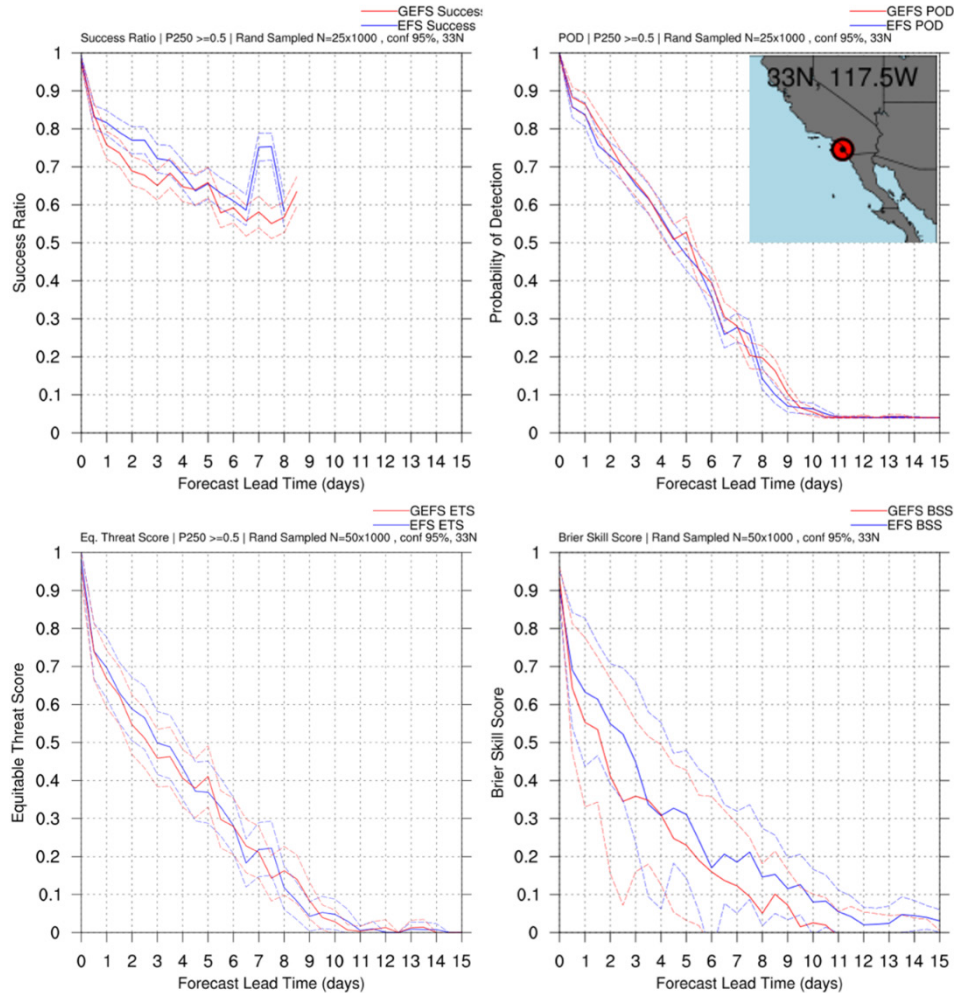 GEFS Success
EFS Success
Success Ratio | P250 >=0.5 | Rand Sampled N=25x1000 , conf 95%, 33N
1
0.9
0.8
0.7
0.6
0.5
0.4
0.3
0.2
0.1
0
Success Ratio
0 1 2 3 4 5 6 7 8 9 10 11 12 13 14 15
Forecast Lead Time (days)
GEFS POD
EFS POD
POD | P250 >=0.5 | Rand Sampled N=25x1000 , conf 95%, 33N
33N, 117.5W
1
0.9
0.8
0.7
0.6
0.5
0.4
0.3
0.2
0.1
0
Probability of Detection
0 1 2 3 4 5 6 7 8 9 10 11 12 13 14 15
Forecast Lead Time (days)
GEFS ETS
EFS ETS
Eq. Threat Score | P250 >=0.5 | Rand Sampled N=50x1000 , conf 95%, 33N
1
0.9
0.8
0.7
0.6
0.5
0.4
0.3
0.2
0.1
0
Equitable Threat Score
0 1 2 3 4 5 6 7 8 9 10 11 12 13 14 15
Forecast Lead Time (days)
GEFS BSS
EFS BSS
Brier Skill Score | Rand Sampled N=50x1000 , conf 95%, 33N
1
0.9
0.8
0.7
0.6
0.5
0.4
0.3
0.2
0.1
0
Brier Skill Score
0 1 2 3 4 5 6 7 8 9 10 11 12 13 14 15
Forecast Lead Time (days)